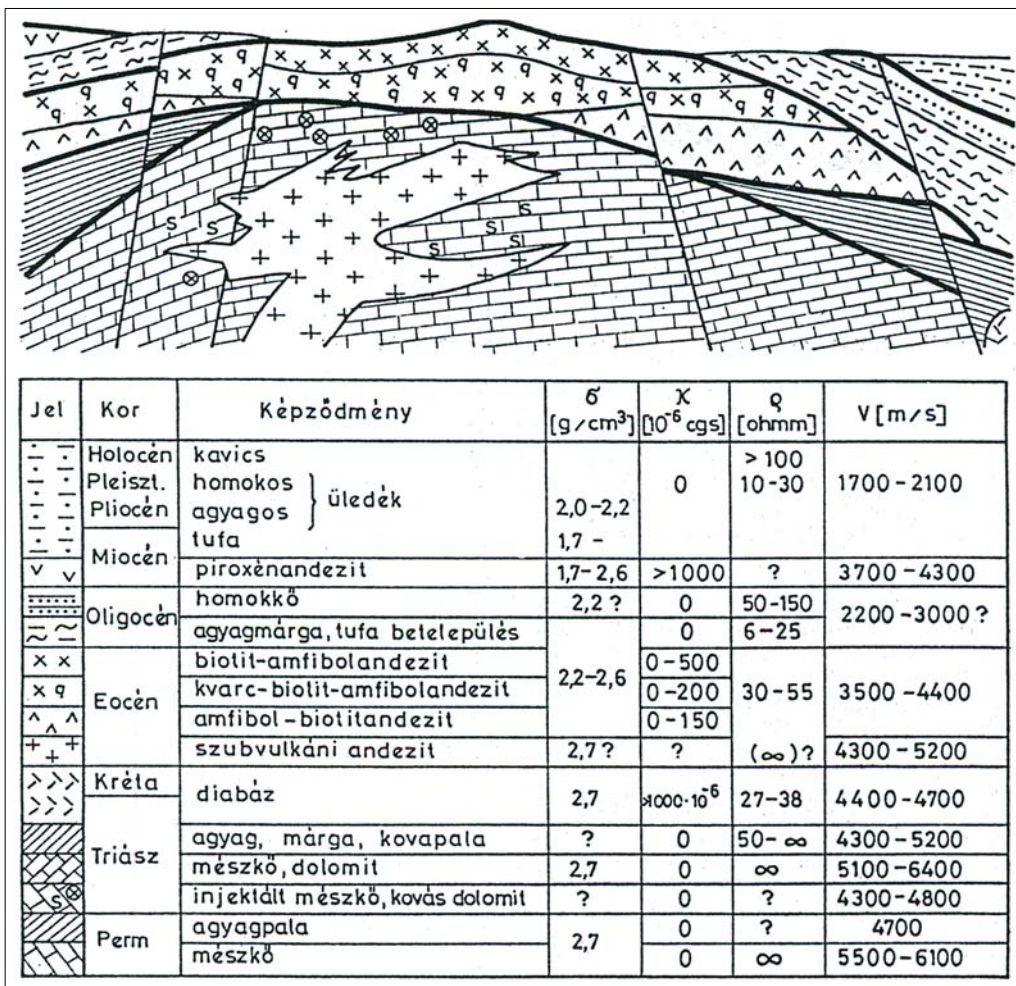 S S S S SI
Jel Kor Képződmény σ [g/cm³] ϰ [10⁻⁶ cgs] ϱ [ohmm] V [m/s]
Holocén kavics > 100
Pleiszt. homokos } üledék 0 10-30 1700-2100
Pliocén agyagos 2,0-2,2
Miocén tufa 1,7 -
piroxénandezit 1,7-2,6 >1000 ? 3700-4300
Oligocén homokkő 2,2 ? 0 50-150 2200-3000 ?
agyagmárga, tufa betelepülés 0 6-25
Eocén biotit-amfibolandezit 2,2-2,6 0-500
kvarc-biotit-amfibolandezit 0-200 30-55 3500-4400
amfibol-biotitandezit 0-150
szubvulkáni andezit 2,7 ? ? (∞)? 4300-5200
Kréta diabáz 2,7 >1000·10⁻⁶ 27-38 4400-4700
Triász agyag, márga, kovapala ? 0 50-∞ 4300-5200
mészkő, dolomit 2,7 0 ∞ 5100-6400
S injektált mészkő, kovás dolomit ? 0 ? 4300-4800
Perm agyagpala 2,7 0 ? 4700
mészkő 0 ∞ 5500-6100